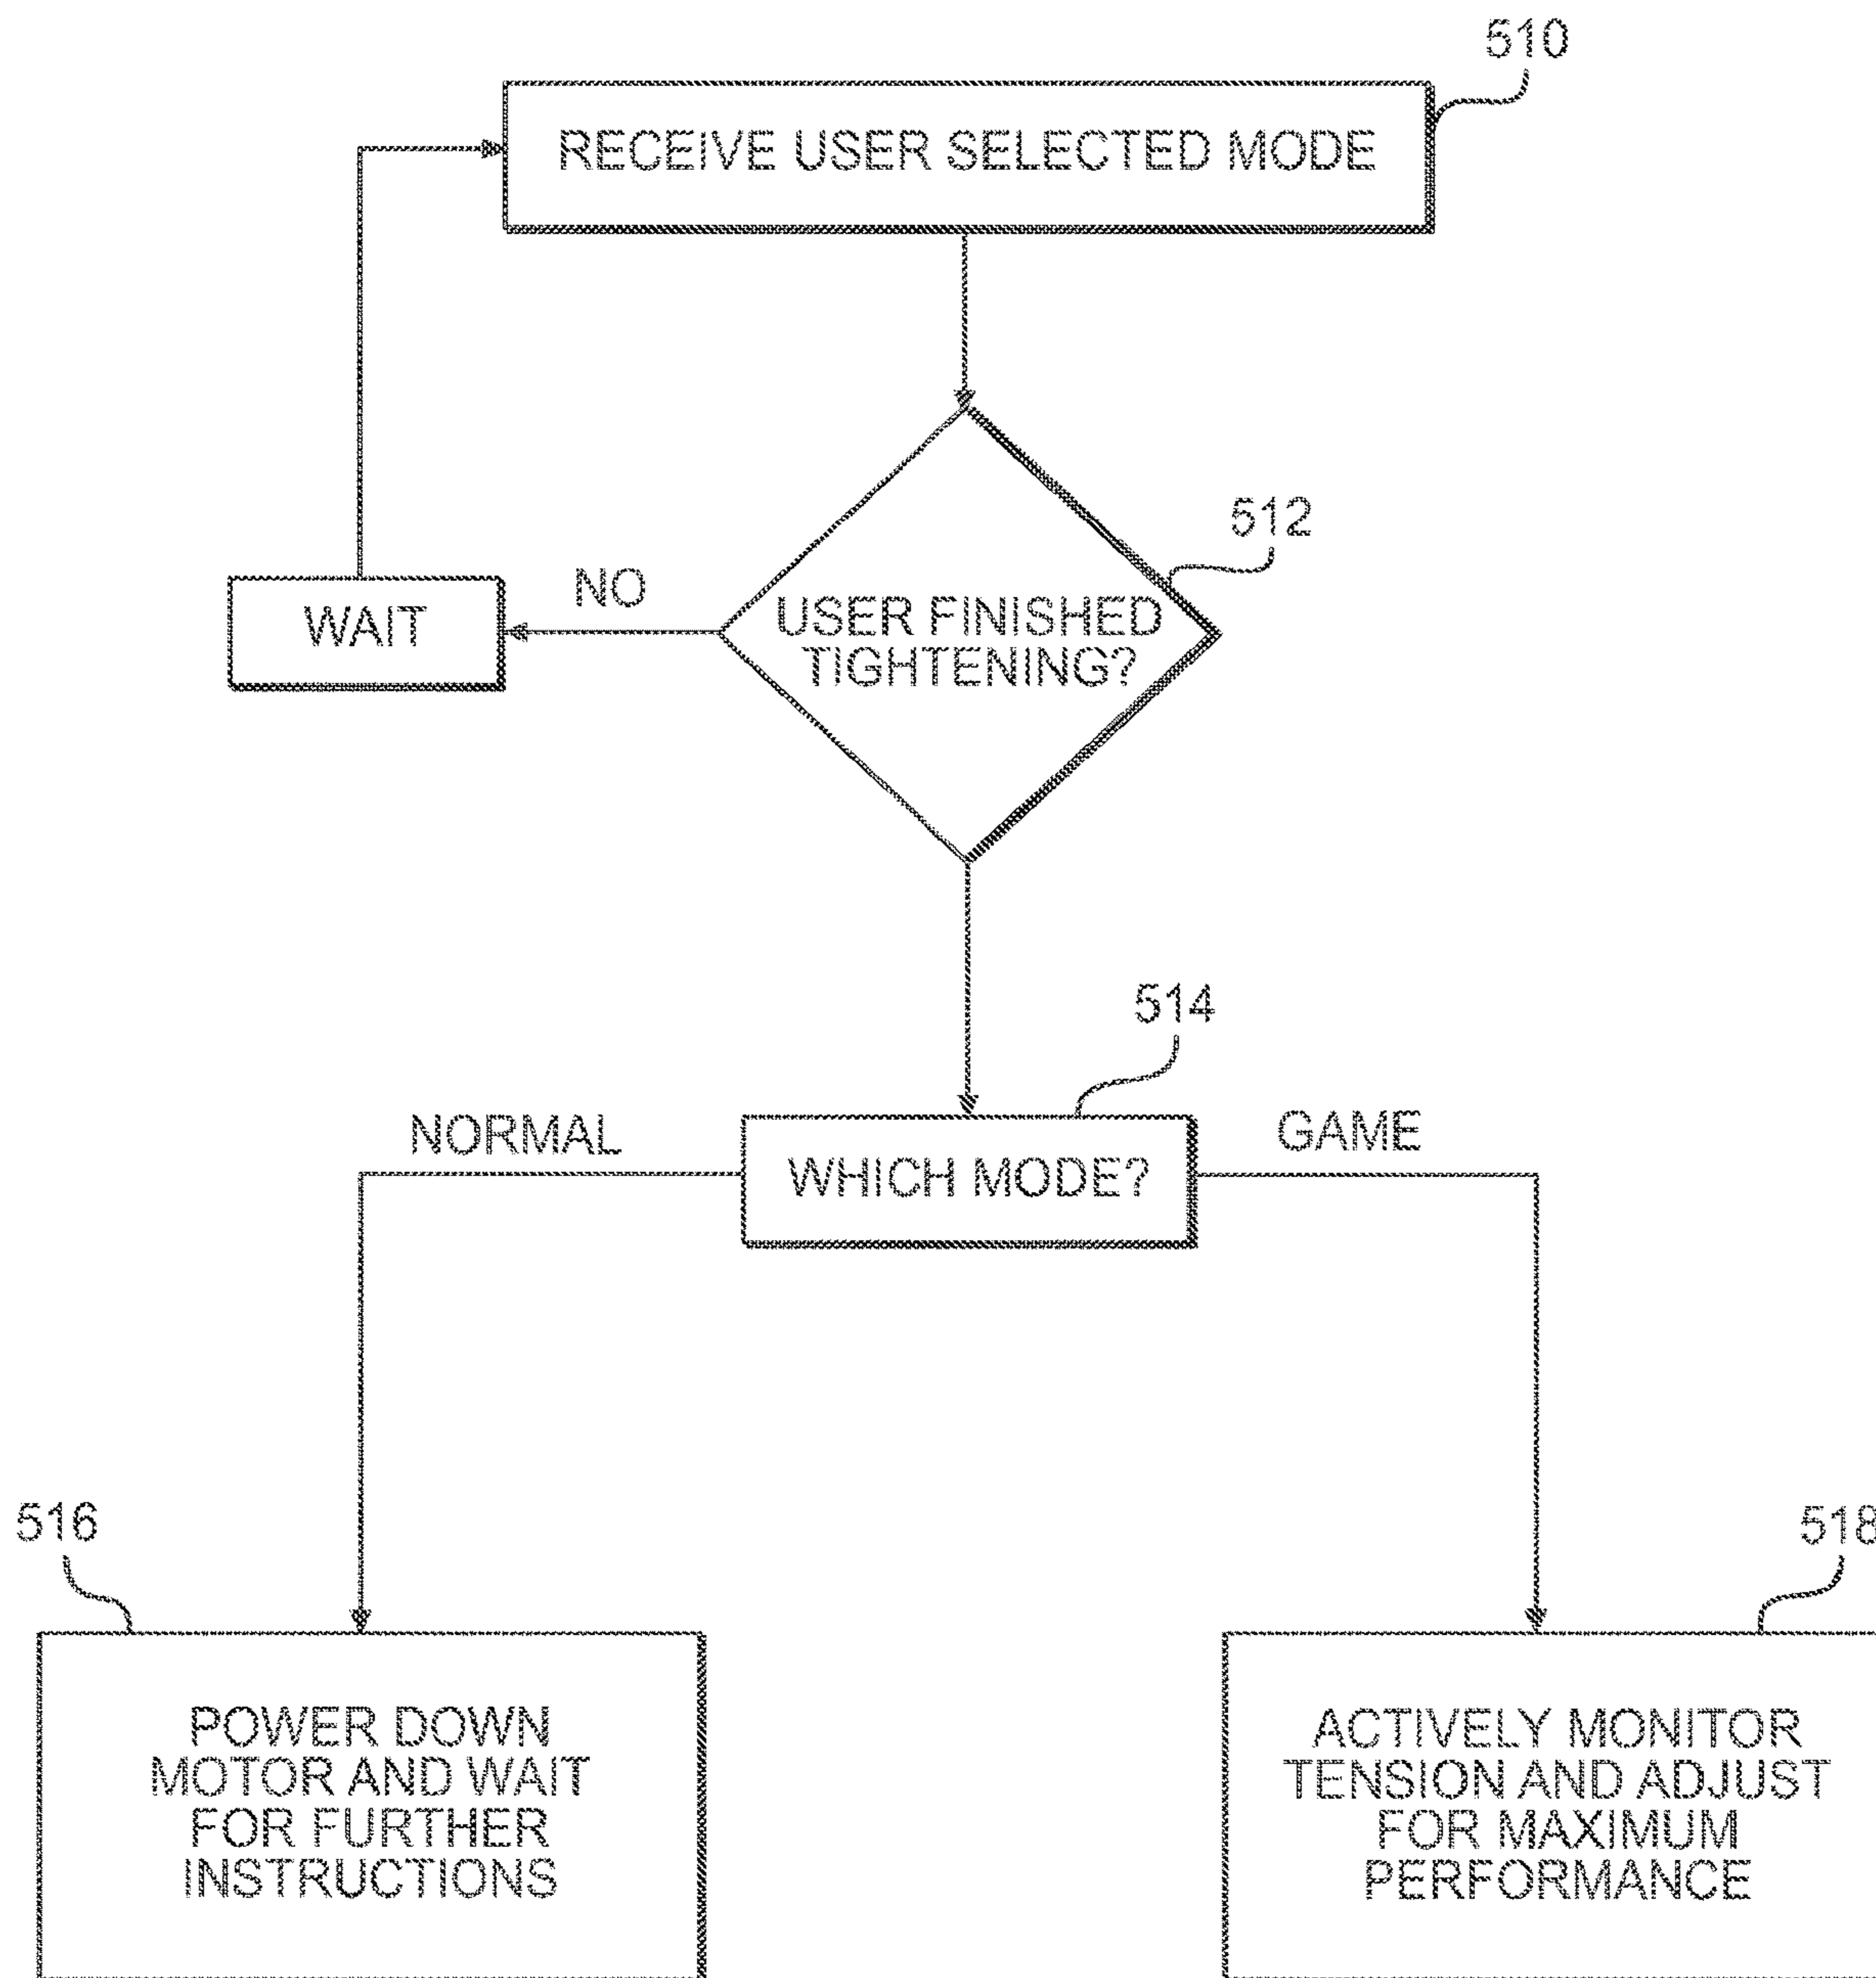 510
RECEIVE USER SELECTED MODE
512
NO
WAIT
USER FINISHED
TIGHTENING?
514
NORMAL
GAME
WHICH MODE?
516
518
POWER DOWN
MOTOR AND WAIT
FOR FURTHER
INSTRUCTIONS
ACTIVELY MONITOR
TENSION AND ADJUST
FOR MAXIMUM
PERFORMANCE